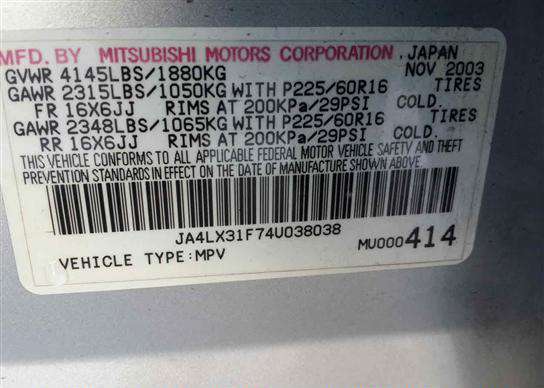 MFD. BY MITSUBISHI MOTORS CORPORATION, JAPAN
GVWR 4145LBS/1880KG NOV 2003
GAWR 2315LBS/1050KG WITH P225/60R16 TIRES
FR 16X6JJ RIMS AT 200KPa/29PSI COLD.
GAWR 2348LBS/1065KG WITH P225/60R16 TIRES
RR 16X6JJ RIMS AT 200KPa/29PSI COLD.
THIS VEHICLE CONFORMS TO ALL APPLICABLE FEDERAL MOTOR VEHICLE SAFETY AND THEFT
PREVENTION STANDARDS IN EFFECT ON THE DATE OF MANUFACTURE SHOWN ABOVE.
JA4LX31F74U038038
MU000414
VEHICLE TYPE:MPV